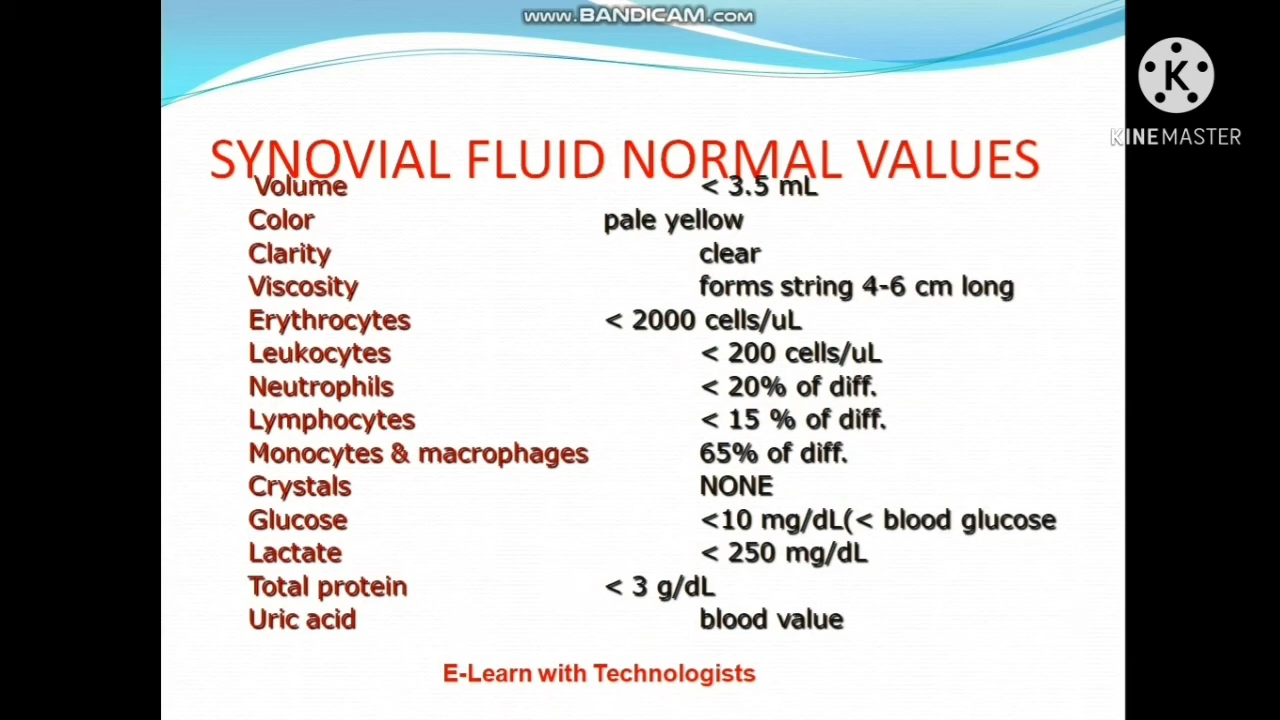 www.BANDICAM.com
K
KINEMASTER
SYNOVIAL FLUID NORMAL VALUES
Volume < 3.5 mL
Color pale yellow
Clarity clear
Viscosity forms string 4-6 cm long
Erythrocytes < 2000 cells/uL
Leukocytes < 200 cells/uL
Neutrophils < 20% of diff.
Lymphocytes < 15 % of diff.
Monocytes & macrophages 65% of diff.
Crystals NONE
Glucose <10 mg/dL(< blood glucose
Lactate < 250 mg/dL
Total protein < 3 g/dL
Uric acid blood value
E-Learn with Technologists